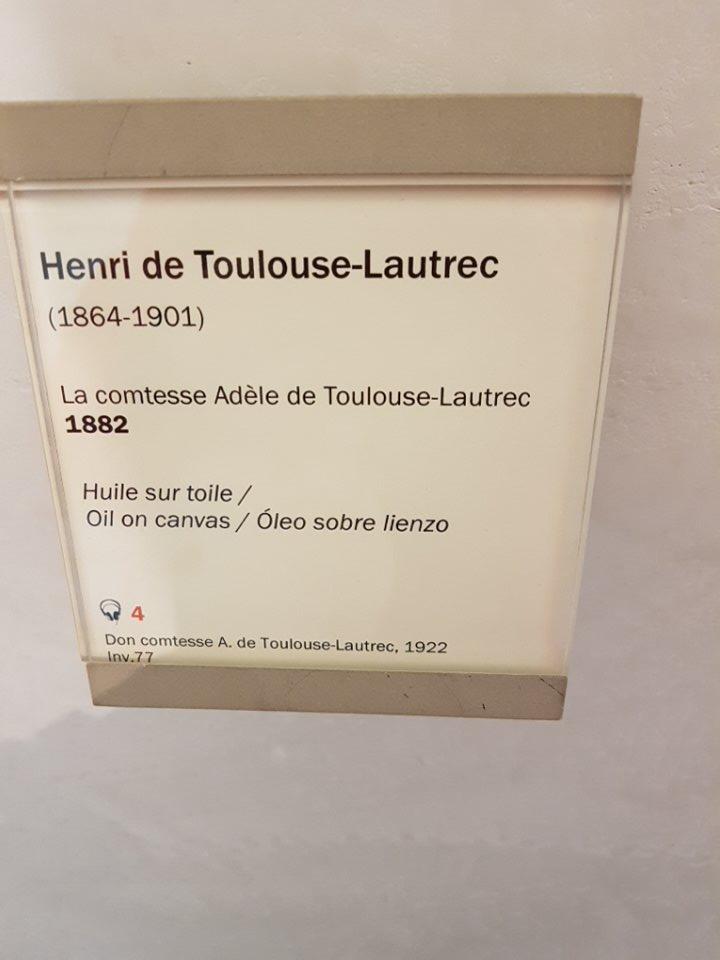 Henri de Toulouse-Lautrec
(1864-1901)
La comtesse Adèle de Toulouse-Lautrec
1882
Huile sur toile /
Oil on canvas / Óleo sobre lienzo
4
Don comtesse A. de Toulouse-Lautrec, 1922
Inv.77